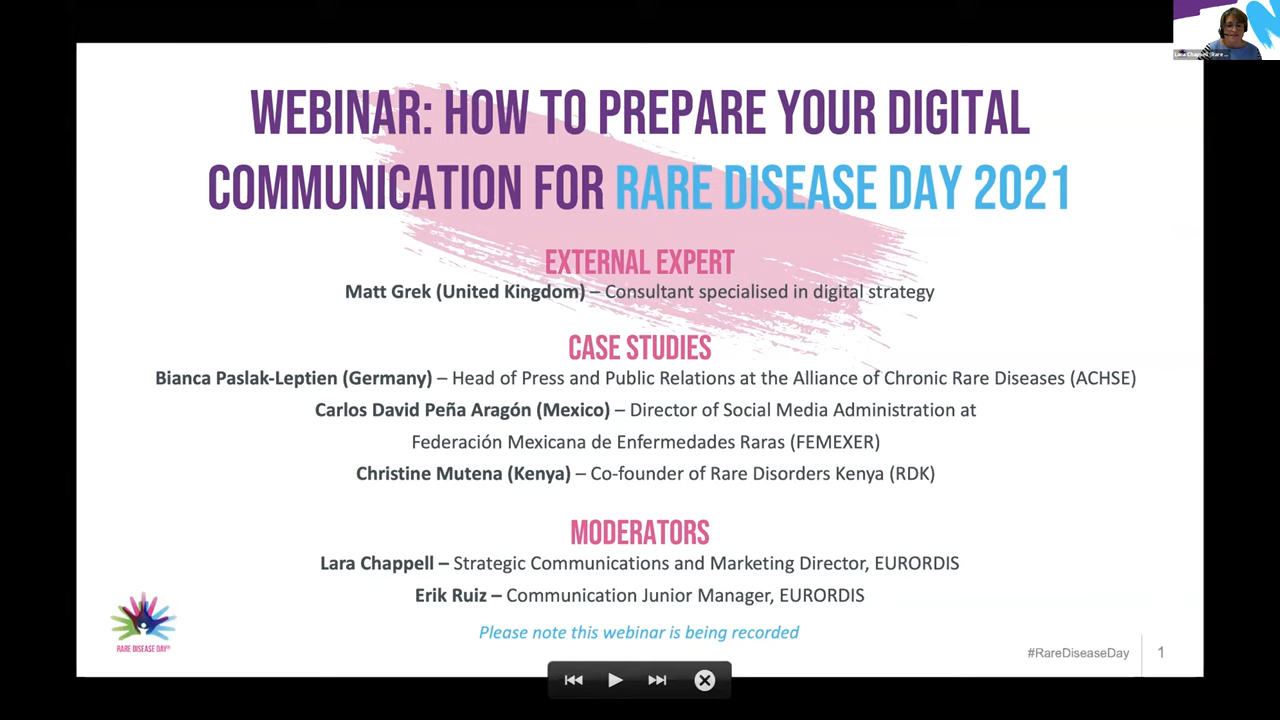 Lara Chappell (Rare ...
WEBINAR: HOW TO PREPARE YOUR DIGITAL
COMMUNICATION FOR RARE DISEASE DAY 2021
EXTERNAL EXPERT
Matt Grek (United Kingdom) – Consultant specialised in digital strategy
CASE STUDIES
Bianca Paslak-Leptien (Germany) – Head of Press and Public Relations at the Alliance of Chronic Rare Diseases (ACHSE)
Carlos David Peña Aragón (Mexico) – Director of Social Media Administration at
Federación Mexicana de Enfermedades Raras (FEMEXER)
Christine Mutena (Kenya) – Co-founder of Rare Disorders Kenya (RDK)
MODERATORS
Lara Chappell – Strategic Communications and Marketing Director, EURORDIS
Erik Ruiz – Communication Junior Manager, EURORDIS
Please note this webinar is being recorded
RARE DISEASE DAY®
#RareDiseaseDay 1